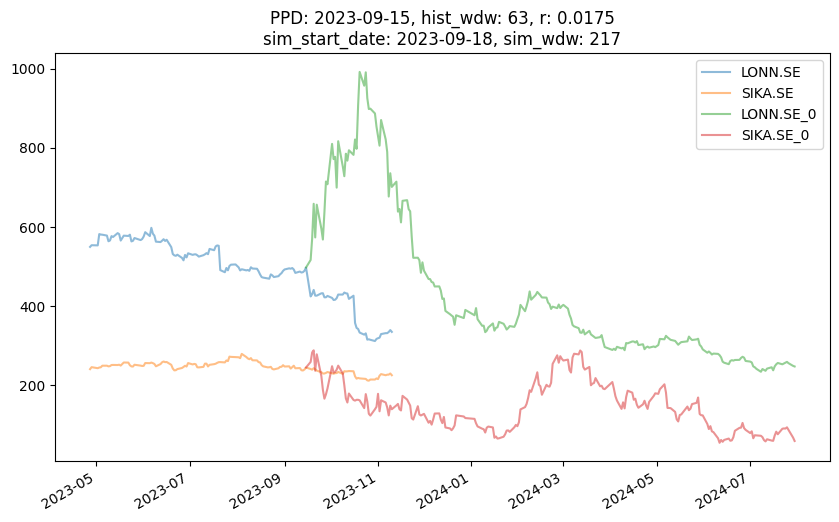 PPD: 2023-09-15, hist_wdw: 63, r: 0.0175
sim_start_date: 2023-09-18, sim_wdw: 217
LONN.SE
SIKA.SE
LONN.SE_0
SIKA.SE_0
1000
800
600
400
200
2023-05
2023-07
2023-09
2023-11
2024-01
2024-03
2024-05
2024-07